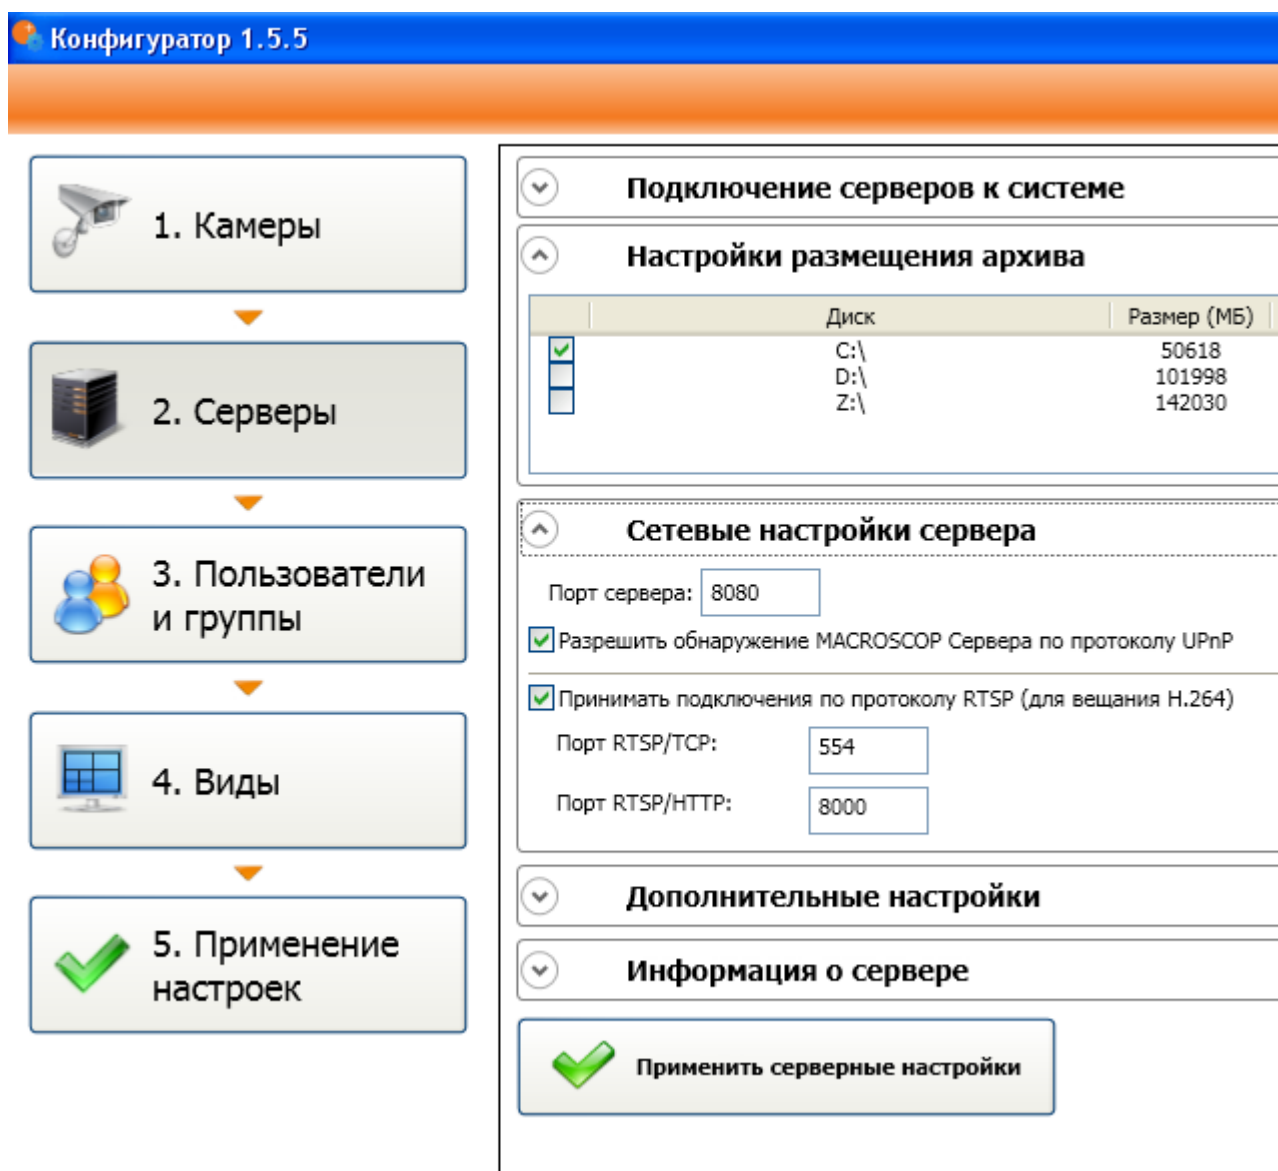 Конфигуратор 1.5.5
1. Камеры
2. Серверы
3. Пользователи
и группы
4. Виды
5. Применение
настроек
Подключение серверов к системе
Настройки размещения архива
Диск Размер (МБ)
C:\ 50618
D:\ 101998
Z:\ 142030
Сетевые настройки сервера
Порт сервера: 8080
Разрешить обнаружение MACROSCOP Сервера по протоколу UPnP
Принимать подключения по протоколу RTSP (для вещания H.264)
Порт RTSP/TCP: 554
Порт RTSP/HTTP: 8000
Дополнительные настройки
Информация о сервере
Применить серверные настройки